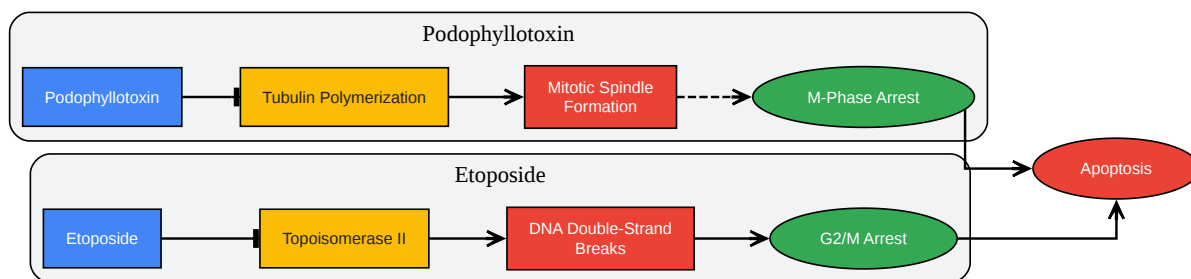 Podophyllotoxin
Podophyllotoxin
Tubulin Polymerization
Mitotic Spindle
Formation
M-Phase Arrest
Apoptosis
Etoposide
Etoposide
Topoisomerase II
DNA Double-Strand
Breaks
G2/M Arrest